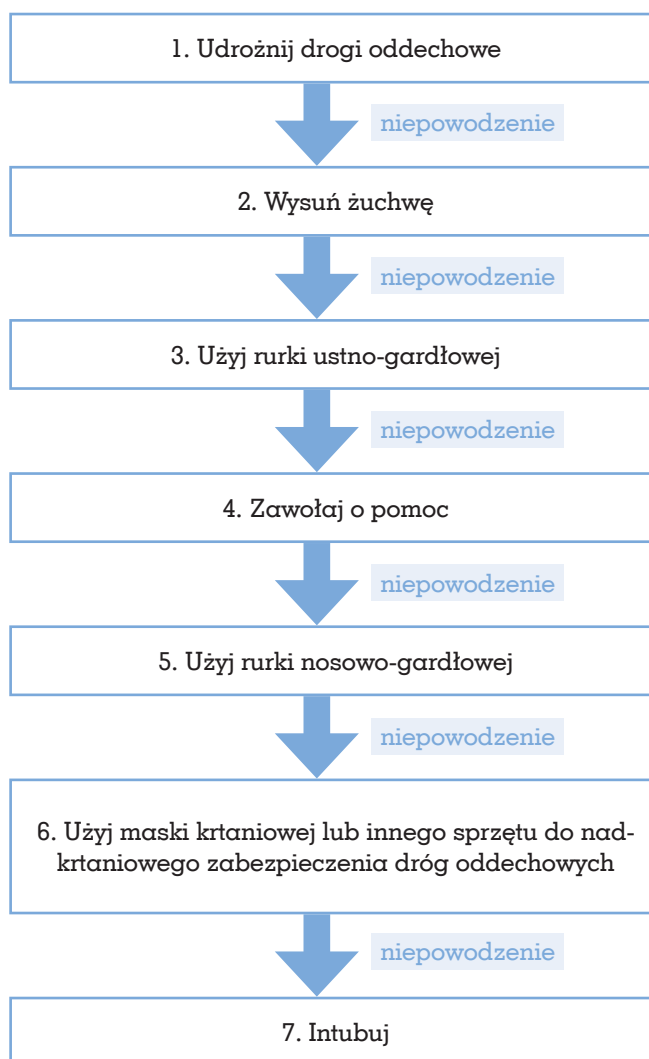 1. Udrożnij drogi oddechowe
niepowodzenie
2. Wysuń żuchwę
niepowodzenie
3. Użyj rurki ustno-gardłowej
niepowodzenie
4. Zawołaj o pomoc
niepowodzenie
5. Użyj rurki nosowo-gardłowej
niepowodzenie
6. Użyj maski krtaniowej lub innego sprzętu do nad-
krtaniowego zabezpieczenia dróg oddechowych
niepowodzenie
7. Intubuj